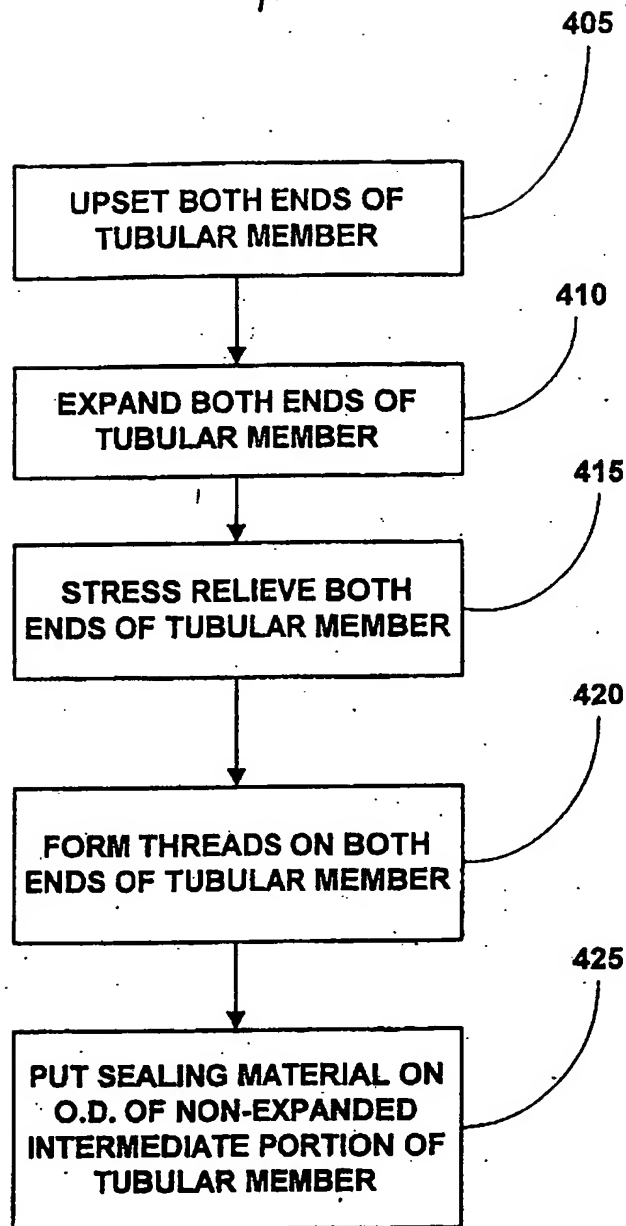 405
UPSET BOTH ENDS OF
TUBULAR MEMBER
410
EXPAND BOTH ENDS OF
TUBULAR MEMBER
415
STRESS RELIEVE BOTH
ENDS OF TUBULAR MEMBER
420
FORM THREADS ON BOTH
ENDS OF TUBULAR MEMBER
425
PUT SEALING MATERIAL ON
O.D. OF NON-EXPANDED
INTERMEDIATE PORTION OF
TUBULAR MEMBER